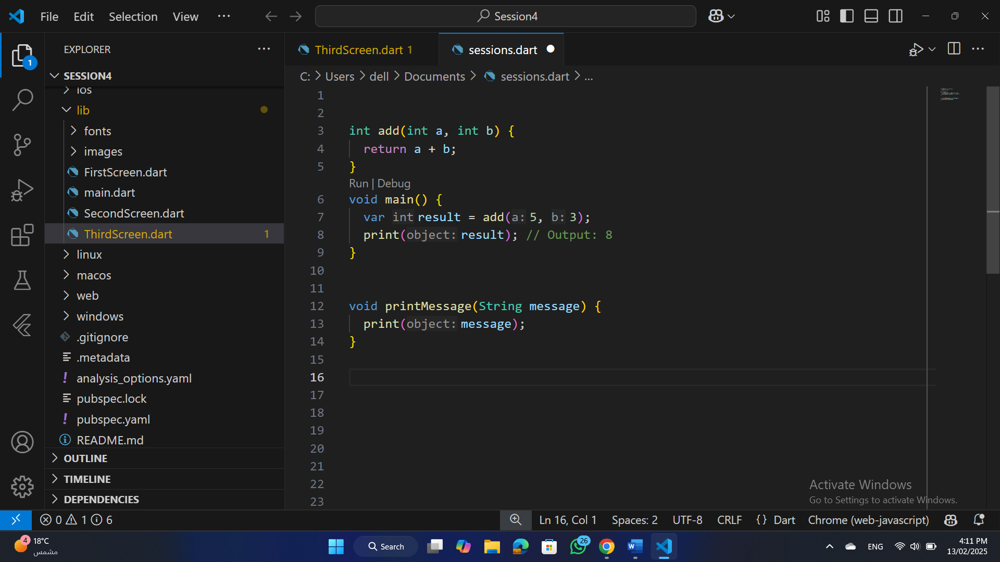 File Edit Selection View ···
Session4
EXPLORER ···
SESSION4
ios
lib
fonts
images
FirstScreen.dart
main.dart
SecondScreen.dart
ThirdScreen.dart 1
linux
macos
web
windows
.gitignore
.metadata
! analysis_options.yaml
pubspec.lock
! pubspec.yaml
README.md
OUTLINE
TIMELINE
DEPENDENCIES
1
ThirdScreen.dart 1
sessions.dart
C: > Users > dell > Documents > sessions.dart > ...
1
2
3 int add(int a, int b) {
4 return a + b;
5 }
Run | Debug
6 void main() {
7 var int result = add(a: 5, b: 3);
8 print(object: result); // Output: 8
9 }
10
11
12 void printMessage(String message) {
13 print(object: message);
14 }
15
16
17
18
19
20
21
22
23
Activate Windows
Go to Settings to activate Windows.
0 1 6
Ln 16, Col 1 Spaces: 2 UTF-8 CRLF {} Dart Chrome (web-javascript)
4 18°C
مشمس
Search
26
ENG
4:11 PM
13/02/2025